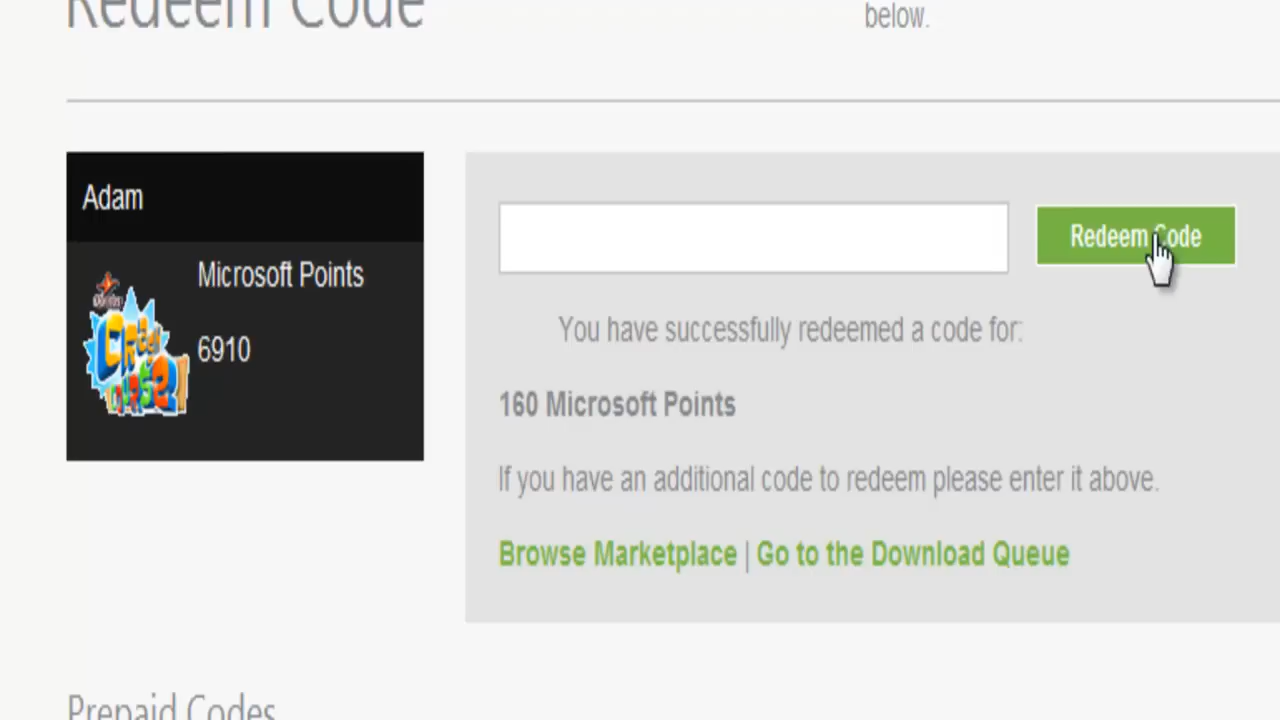 Redeem Code
below.
Adam
Microsoft Points
6910
Redeem Code
You have successfully redeemed a code for:
160 Microsoft Points
If you have an additional code to redeem please enter it above.
Browse Marketplace | Go to the Download Queue
Prepaid Codes